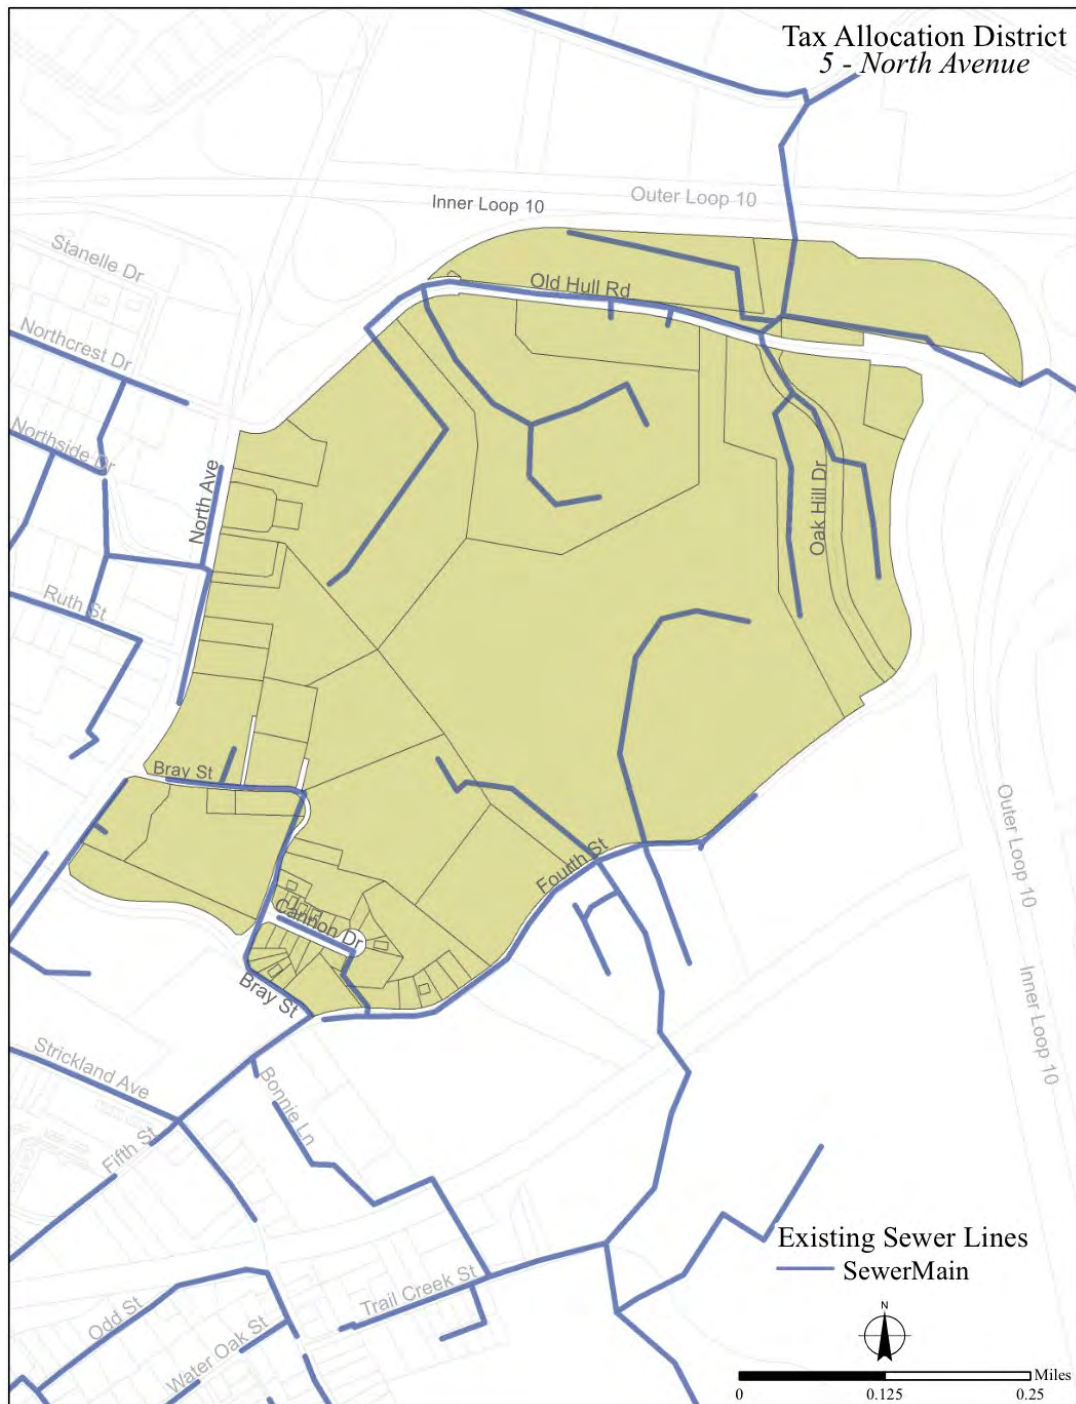 Tax Allocation District
5 - North Avenue
Outer Loop 10
Inner Loop 10
Stanelle Dr
Old Hull Rd
Northcrest Dr
Northside Dr
North Ave
Oak Hill Dr
Ruth St
Bray St
Outer Loop 10
Fourth St
Cannon Dr
Bray St
Inner Loop 10
Strickland Ave
Bonnie Ln
Fifth St
Existing Sewer Lines
SewerMain
Trail Creek St
Odd St
Water Oak St
N
Miles
0 0.125 0.25